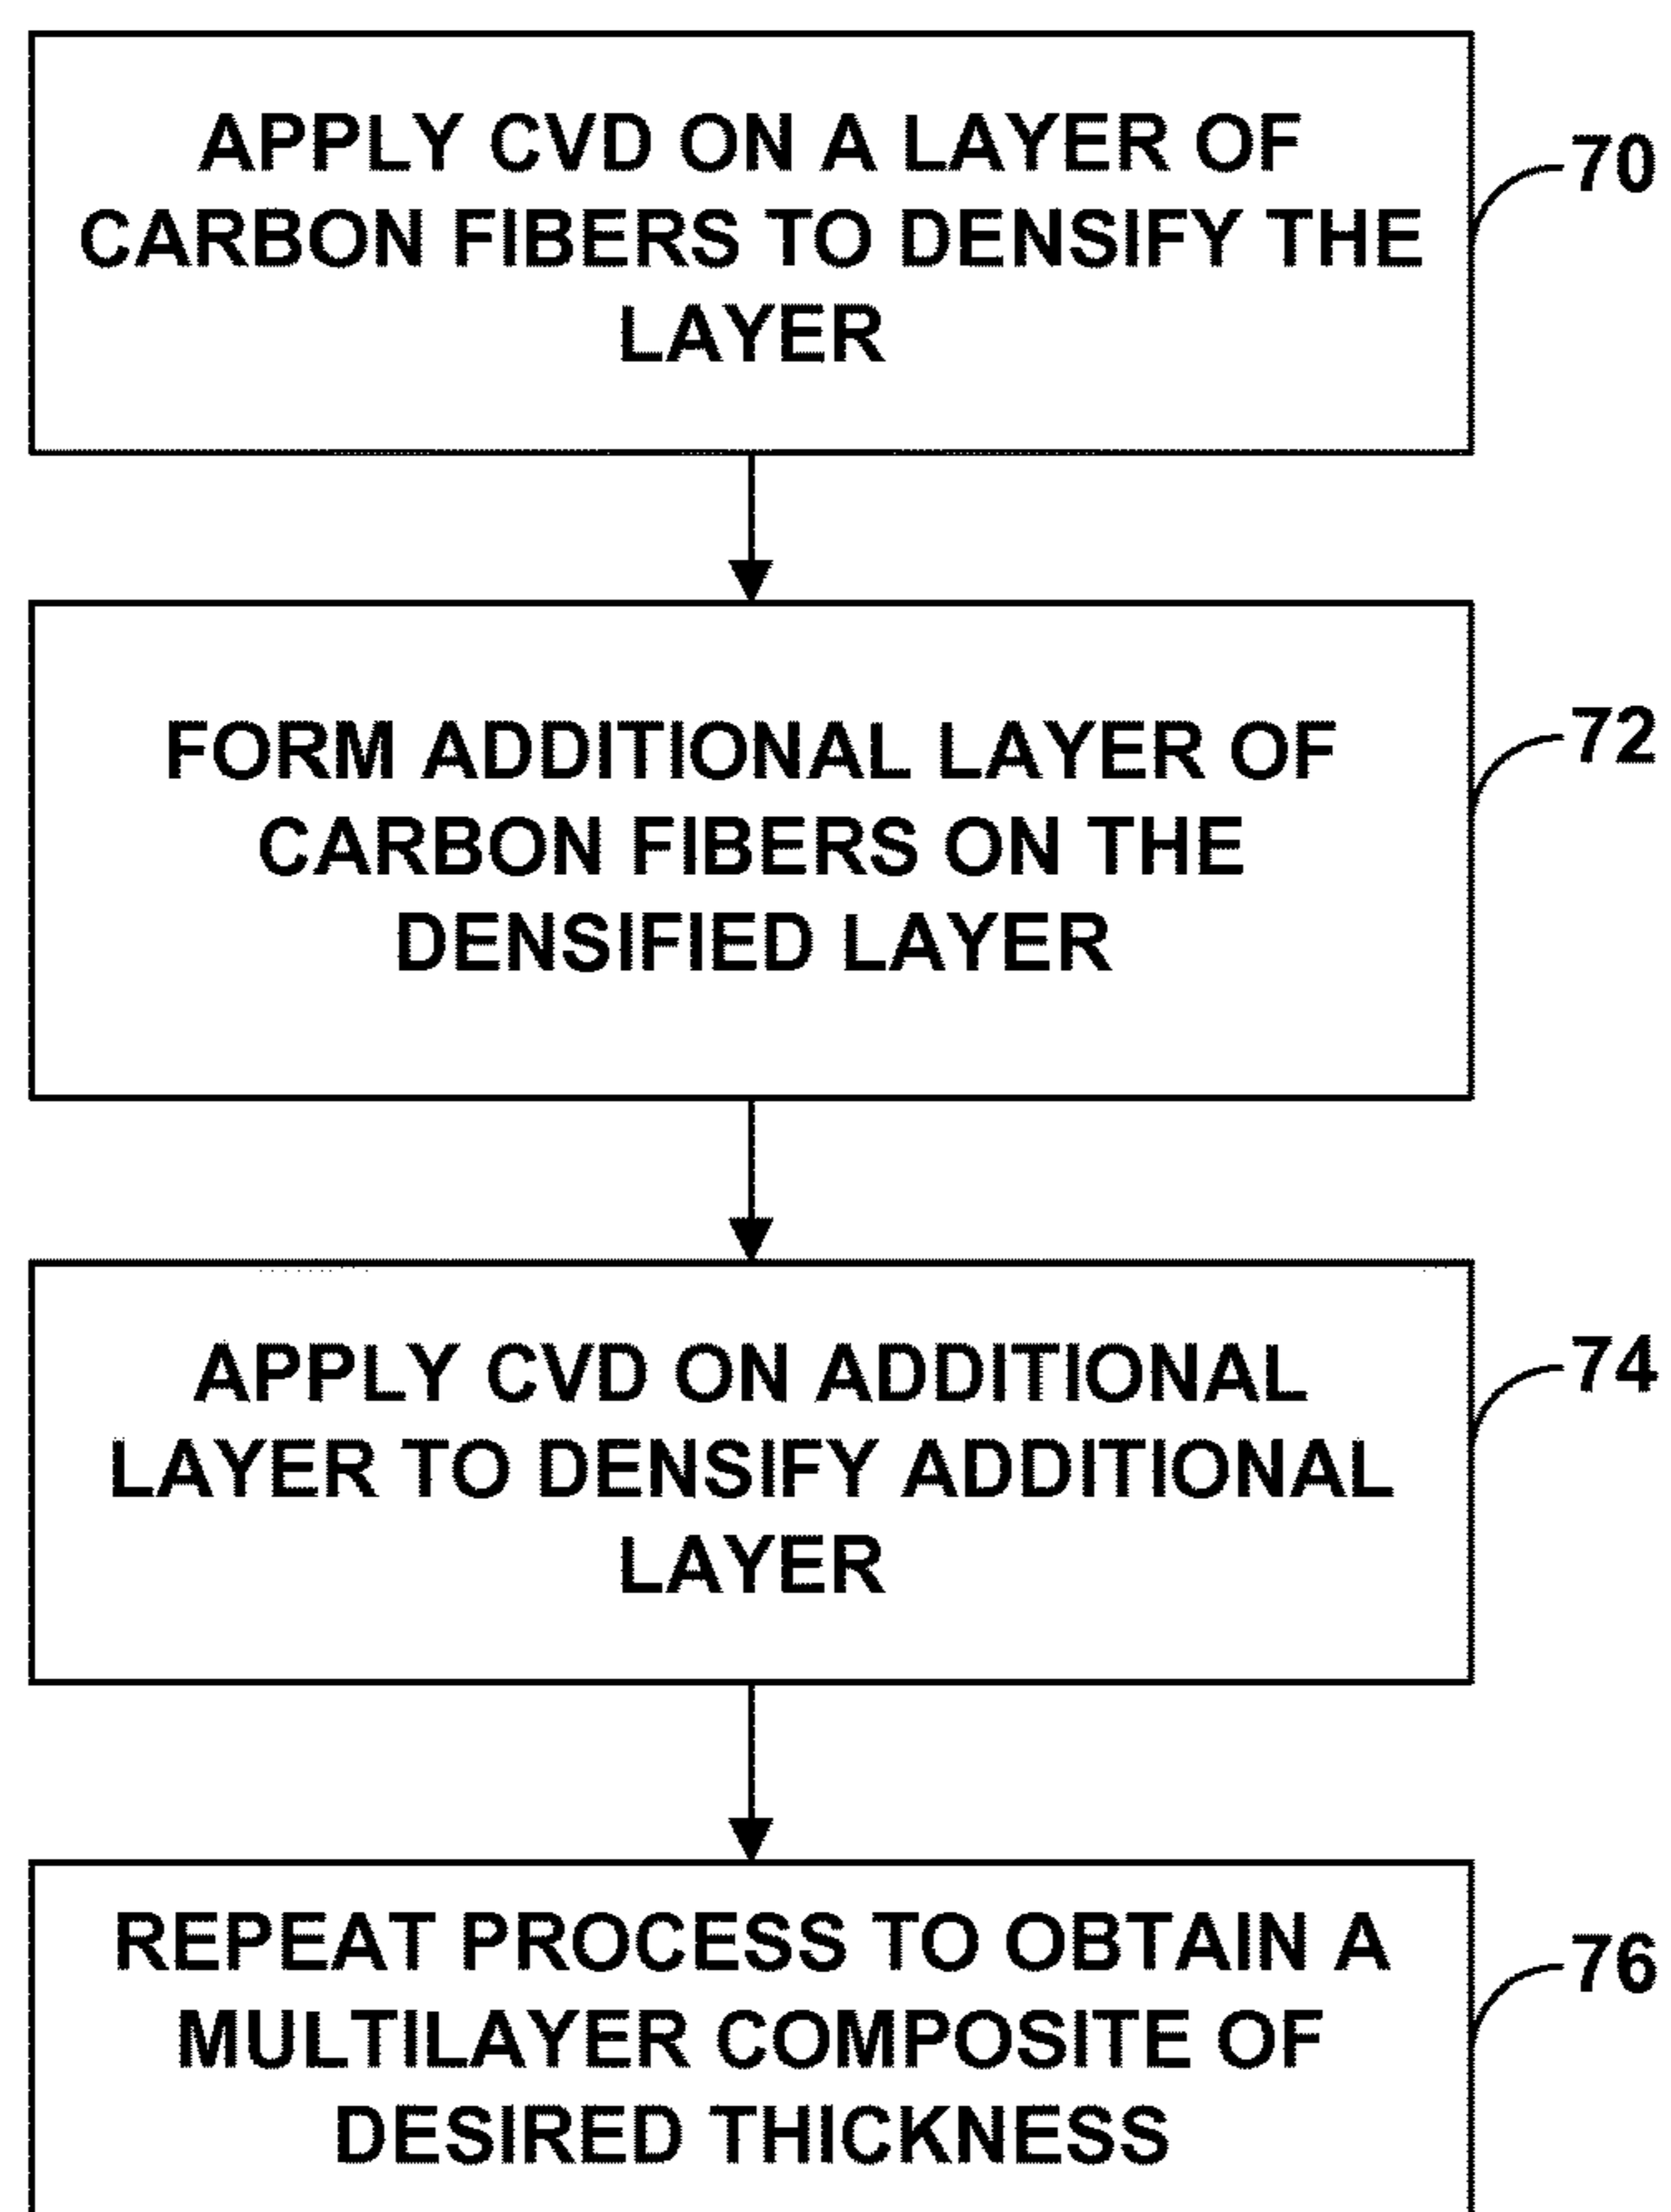 APPLY CVD ON A LAYER OF
CARBON FIBERS TO DENSIFY THE
LAYER
70
FORM ADDITIONAL LAYER OF
CARBON FIBERS ON THE
DENSIFIED LAYER
72
APPLY CVD ON ADDITIONAL
LAYER TO DENSIFY ADDITIONAL
LAYER
74
REPEAT PROCESS TO OBTAIN A
MULTILAYER COMPOSITE OF
DESIRED THICKNESS
76